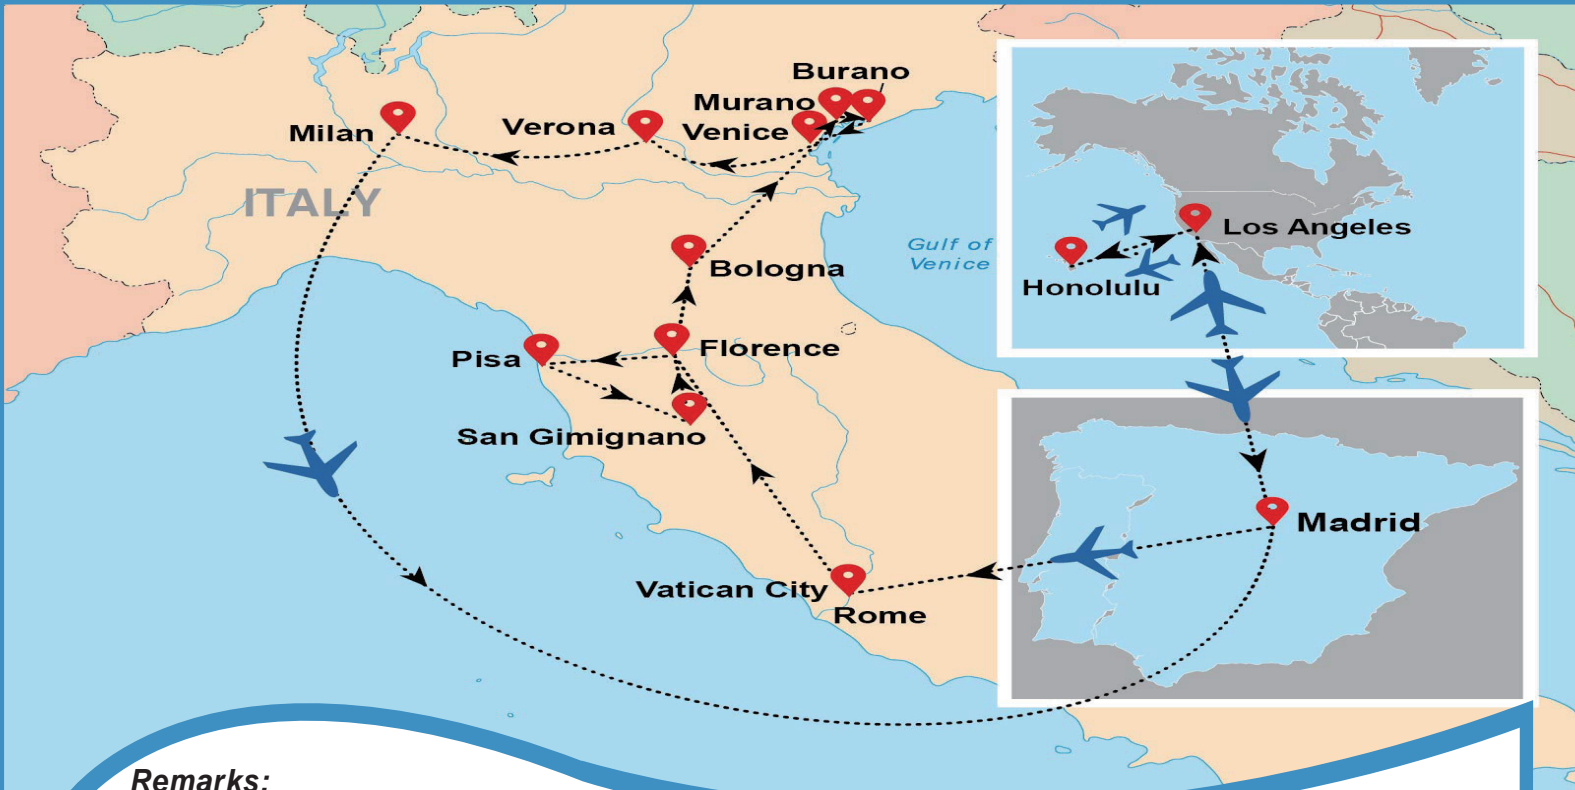 Burano
Murano
Milan
Verona
Venice
ITALY
Los Angeles
Gulf of
Venice
Bologna
Honolulu
Pisa
Florence
San Gimignano
Madrid
Vatican City
Rome
Remarks: